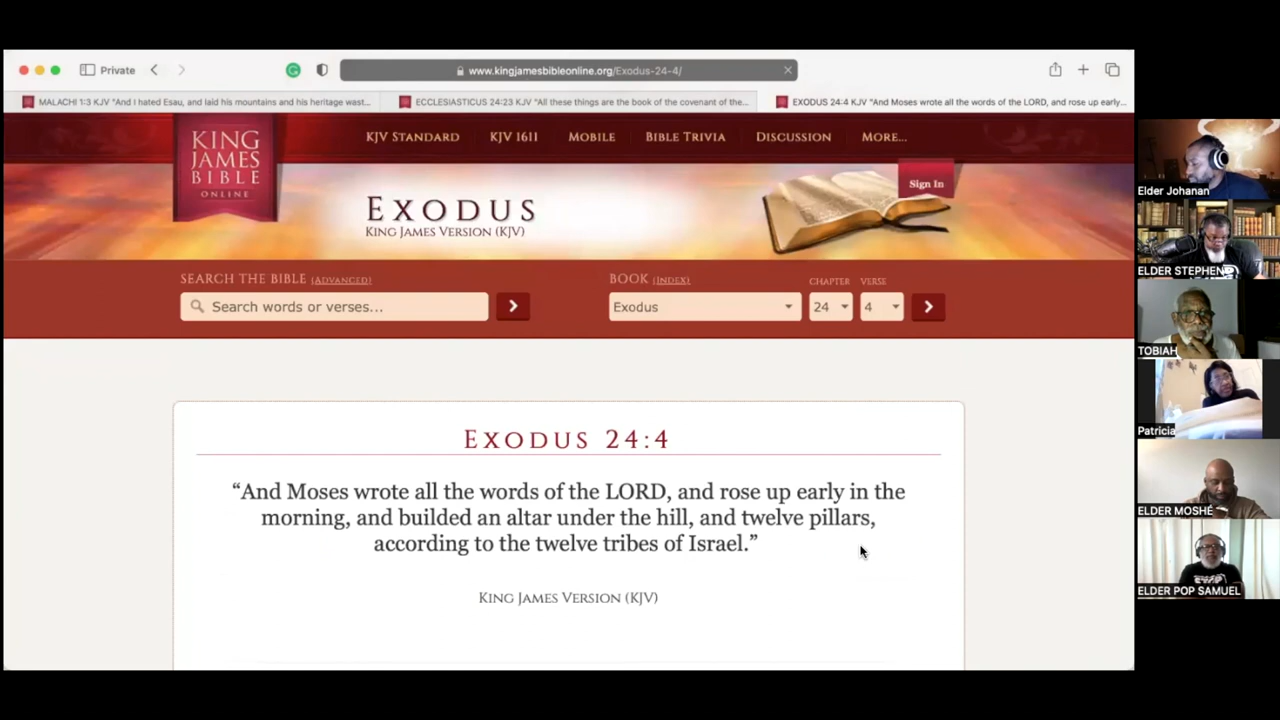 Private
www.kingjamesbibleonline.org/Exodus-24-4/
MALACHI 1:3 KJV "And I hated Esau, and laid his mountains and his heritage wast...
ECCLESIASTICUS 24:23 KJV "All these things are the book of the covenant of the...
EXODUS 24:4 KJV "And Moses wrote all the words of the LORD, and rose up early...
KING
JAMES
BIBLE
ONLINE
KJV STANDARD
KJV 1611
MOBILE
BIBLE TRIVIA
DISCUSSION
MORE...
Sign In
EXODUS
KING JAMES VERSION (KJV)
SEARCH THE BIBLE (ADVANCED)
Search words or verses...
BOOK (INDEX)
CHAPTER
VERSE
Exodus
24
4
EXODUS 24:4
“And Moses wrote all the words of the LORD, and rose up early in the
morning, and builded an altar under the hill, and twelve pillars,
according to the twelve tribes of Israel.”
KING JAMES VERSION (KJV)
Elder Johanan
ELDER STEPHEN
TOBIAH
Patricia
ELDER MOSHÉ
ELDER POP SAMUEL